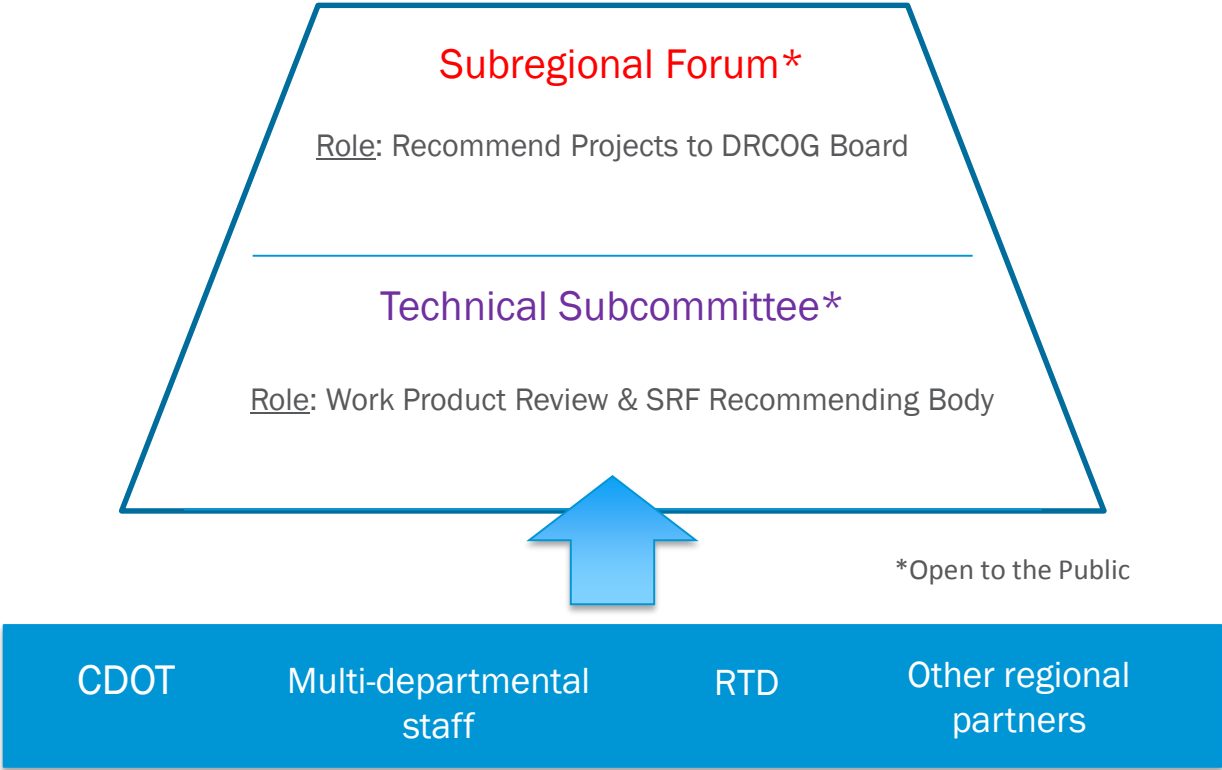 Subregional Forum*
Role: Recommend Projects to DRCOG Board
Technical Subcommittee*
Role: Work Product Review & SRF Recommending Body
*Open to the Public
CDOT
Multi-departmental
staff
RTD
Other regional
partners